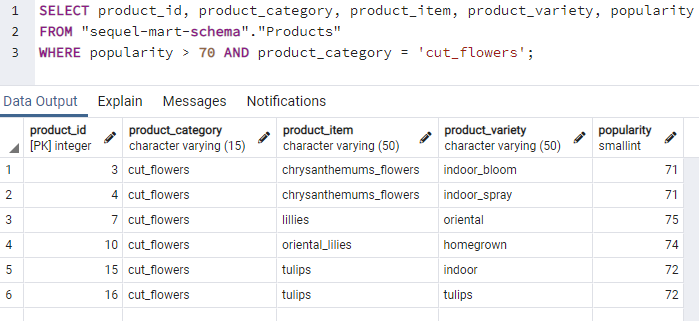 1 SELECT product_id, product_category, product_item, product_variety, popularity
2 FROM "sequel-mart-schema"."Products"
3 WHERE popularity > 70 AND product_category = 'cut_flowers';
Data Output Explain Messages Notifications
product_id product_category product_item product_variety popularity
[PK] integer character varying (15) character varying (50) character varying (50) smallint
1 3 cut_flowers chrysanthemums_flowers indoor_bloom 71
2 4 cut_flowers chrysanthemums_flowers indoor_spray 71
3 7 cut_flowers lillies oriental 75
4 10 cut_flowers oriental_lilies homegrown 74
5 15 cut_flowers tulips indoor 72
6 16 cut_flowers tulips tulips 72